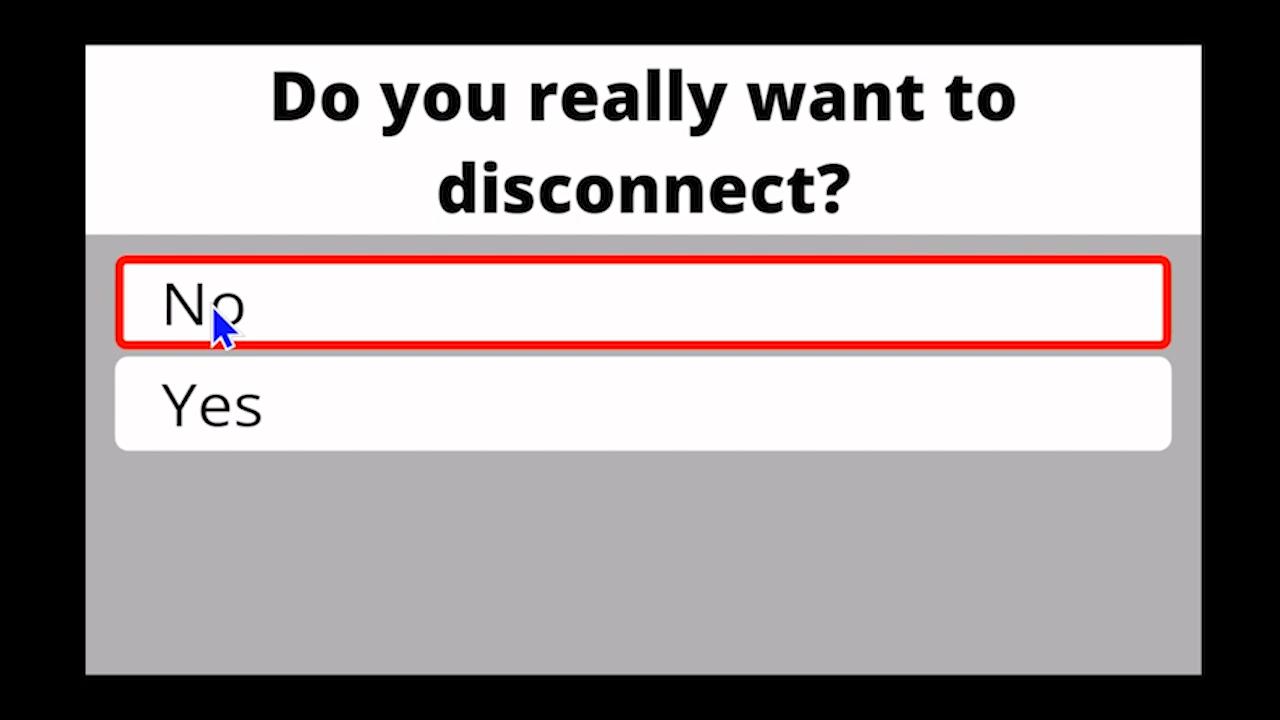 Do you really want to
disconnect?
No
Yes